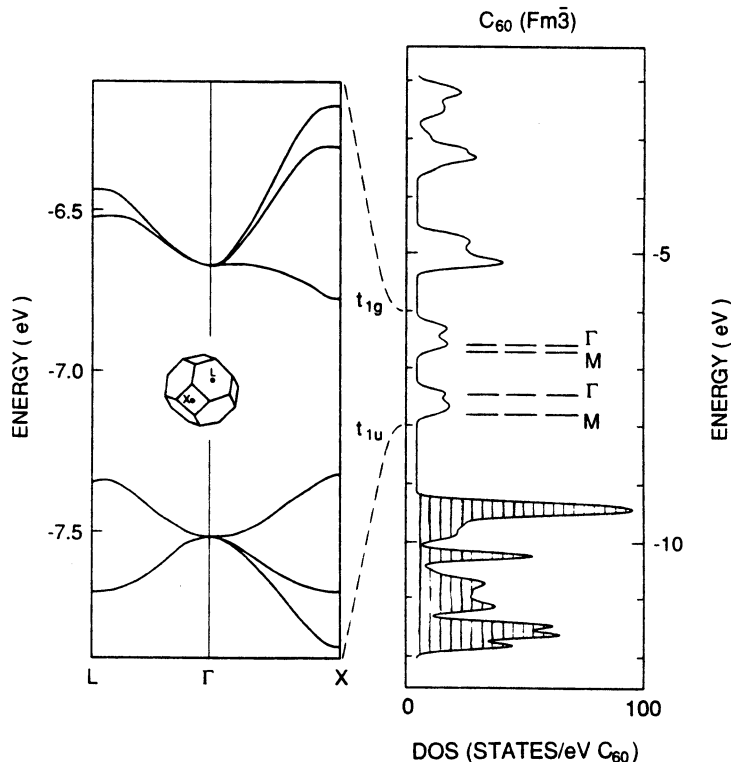 C60 (Fm3̄)
ENERGY ( eV )
-6.5
-7.0
-7.5
L
X
L
Γ
X
t1g
t1u
Γ
M
Γ
M
-5
-10
ENERGY ( eV )
0
100
DOS (STATES/eV C60)